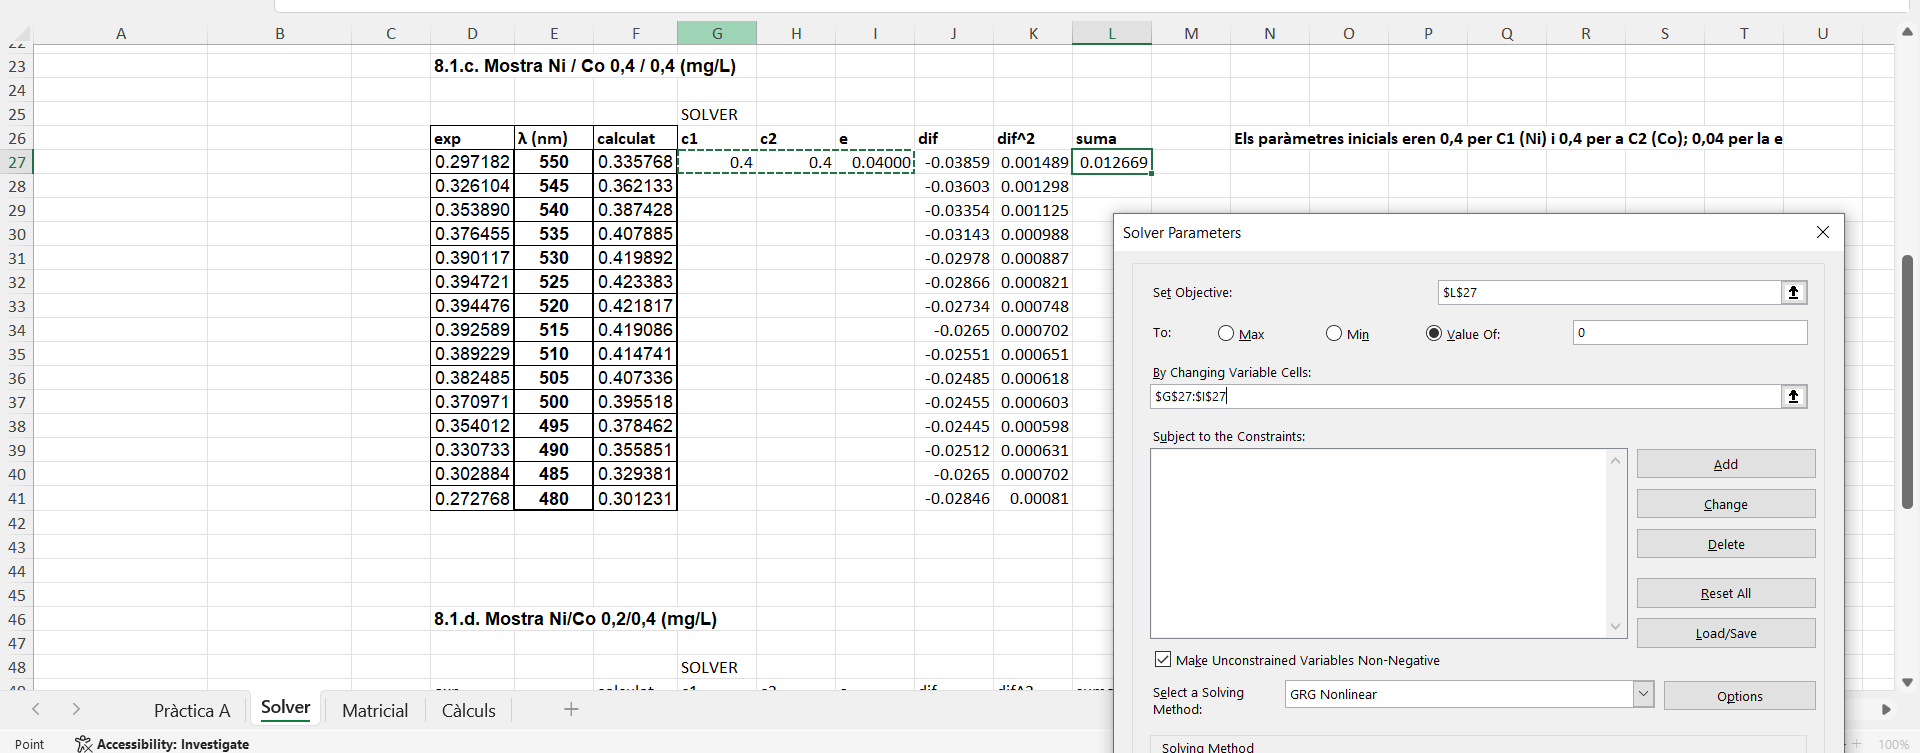 A B C D E F G H I J K L M N O P Q R S T U
23 8.1.c. Mostra Ni / Co 0,4 / 0,4 (mg/L)
24
25 SOLVER
26 exp λ (nm) calculat c1 c2 e dif dif^2 suma Els paràmetres inicials eren 0,4 per C1 (Ni) i 0,4 per a C2 (Co); 0,04 per la e
27 0.297182 550 0.335768 0.4 0.4 0.04000 -0.03859 0.001489 0.012669
28 0.326104 545 0.362133 -0.03603 0.001298
29 0.353890 540 0.387428 -0.03354 0.001125
30 0.376455 535 0.407885 -0.03143 0.000988
31 0.390117 530 0.419892 -0.02978 0.000887
32 0.394721 525 0.423383 -0.02866 0.000821
33 0.394476 520 0.421817 -0.02734 0.000748
34 0.392589 515 0.419086 -0.0265 0.000702
35 0.389229 510 0.414741 -0.02551 0.000651
36 0.382485 505 0.407336 -0.02485 0.000618
37 0.370971 500 0.395518 -0.02455 0.000603
38 0.354012 495 0.378462 -0.02445 0.000598
39 0.330733 490 0.355851 -0.02512 0.000631
40 0.302884 485 0.329381 -0.0265 0.000702
41 0.272768 480 0.301231 -0.02846 0.00081
42
43
44
45
46 8.1.d. Mostra Ni/Co 0,2/0,4 (mg/L)
47
48 SOLVER
Solver Parameters
Set Objective: $L$27
To: Max Min Value Of: 0
By Changing Variable Cells:
$G$27:$I$27
Subject to the Constraints:
Add
Change
Delete
Reset All
Load/Save
Make Unconstrained Variables Non-Negative
Select a Solving Method: GRG Nonlinear Options
Solving Method
Pràctica A Solver Matricial Càlculs
Point Accessibility: Investigate 100%